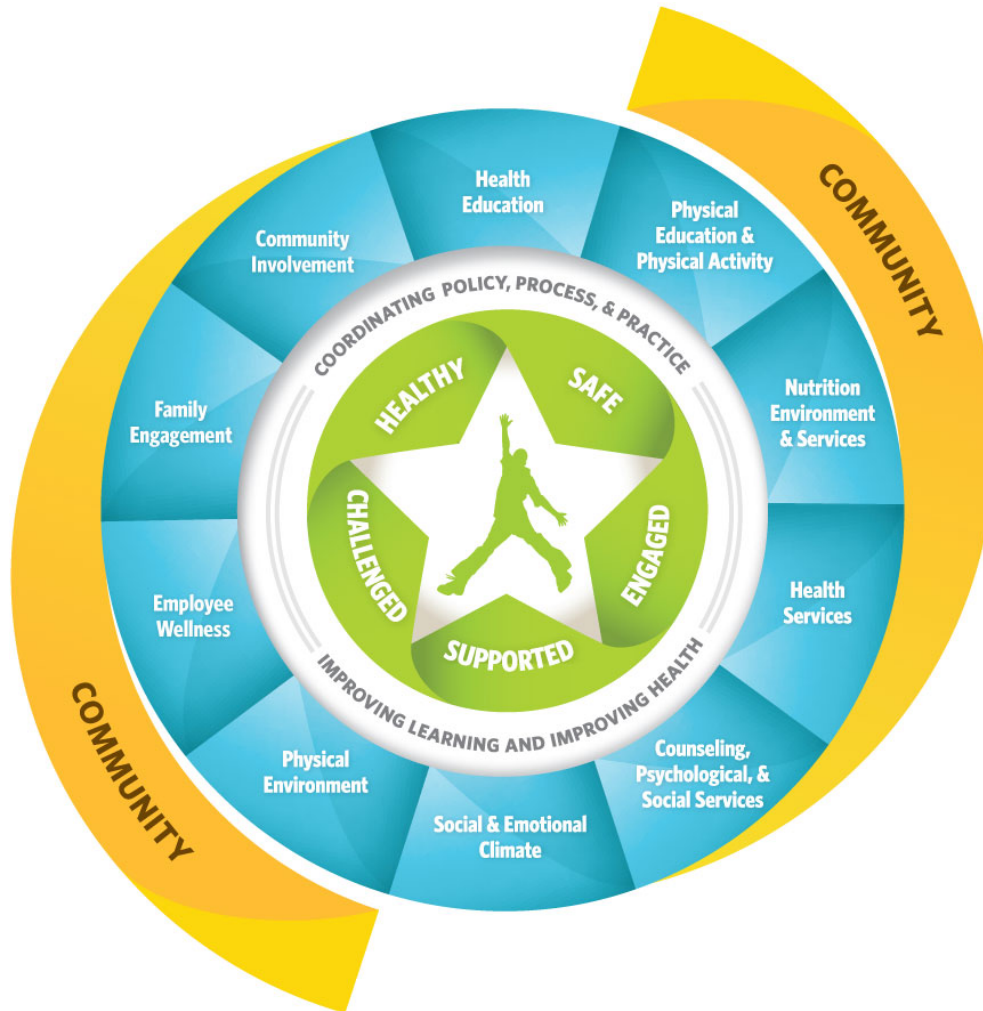 COMMUNITY
Health
Education
Physical
Education &
Physical Activity
Nutrition
Environment
& Services
Health
Services
Counseling,
Psychological, &
Social Services
Social & Emotional
Climate
Physical
Environment
Employee
Wellness
Family
Engagement
Community
Involvement
COORDINATING POLICY, PROCESS, & PRACTICE
IMPROVING LEARNING AND IMPROVING HEALTH
HEALTHY
SAFE
ENGAGED
SUPPORTED
CHALLENGED
COMMUNITY